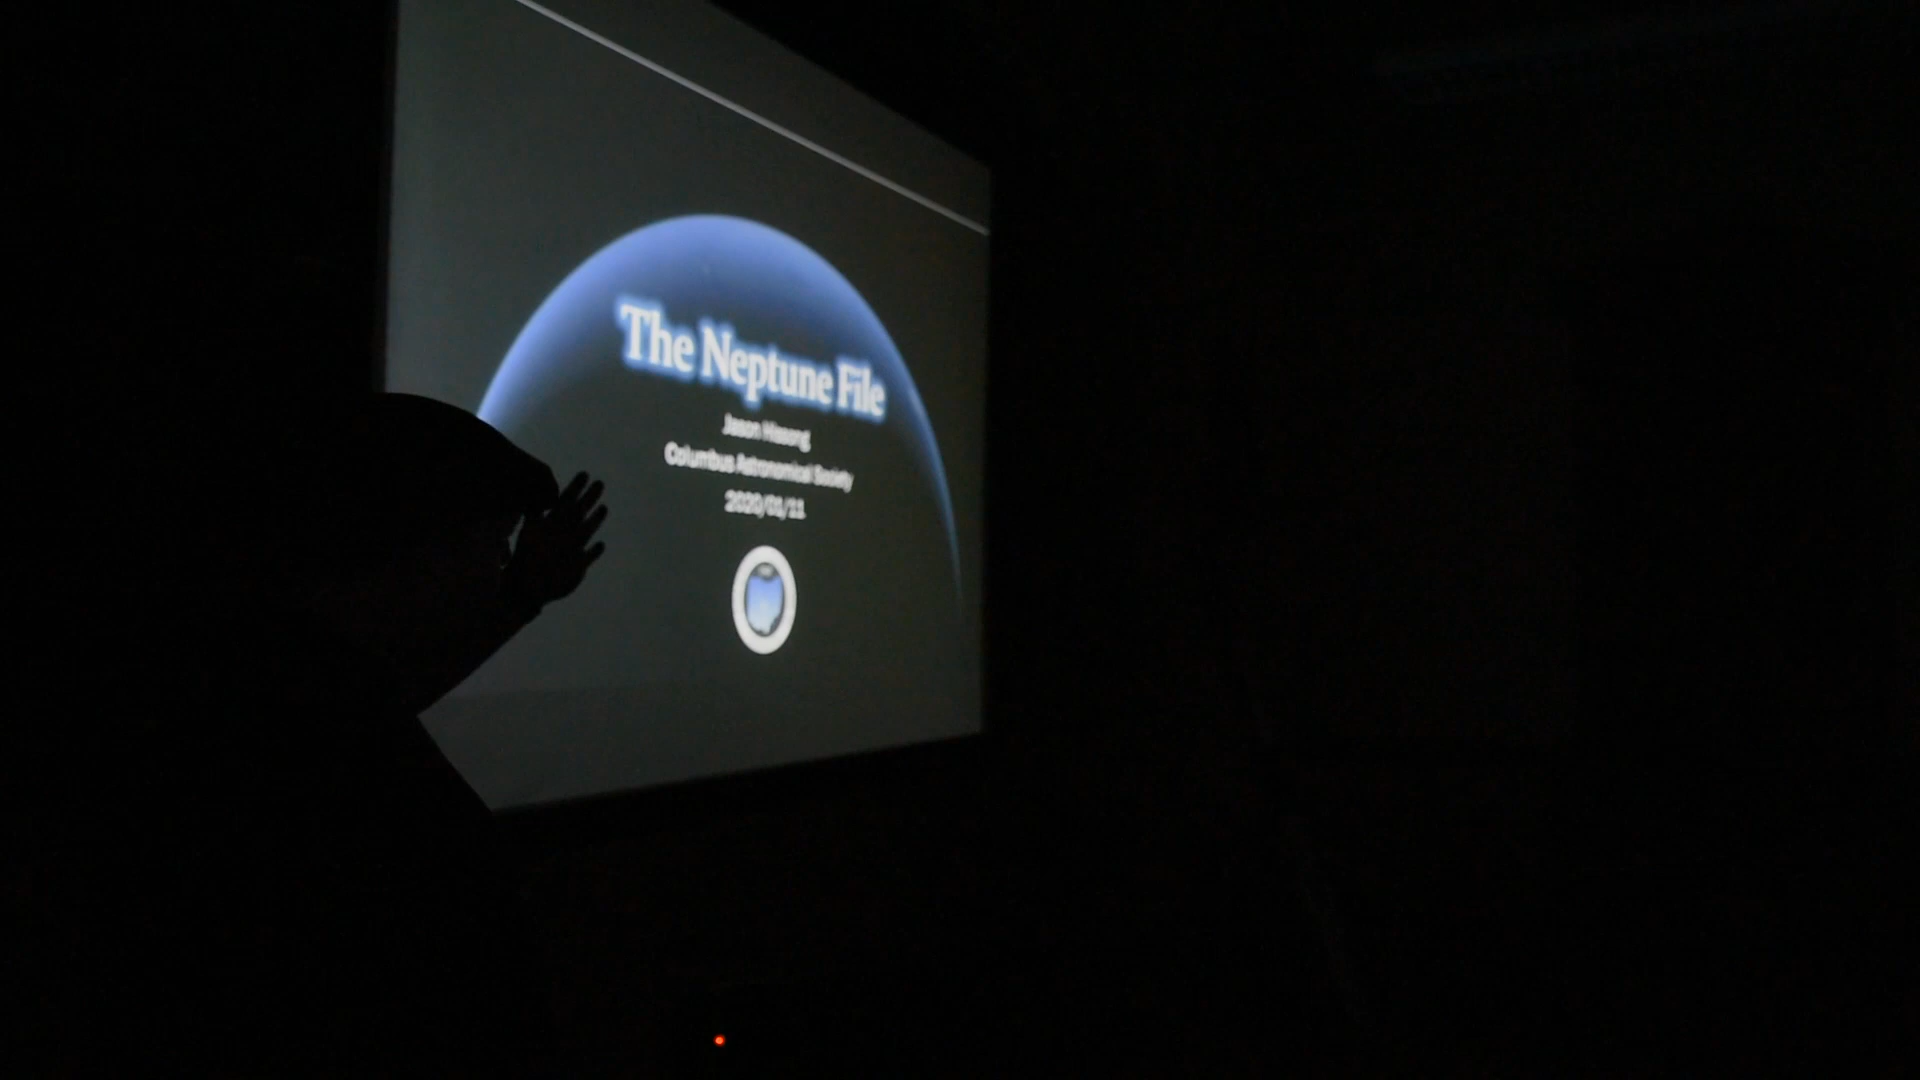 The Neptune File
Jason Hissong
Columbus Astronomical Society
2020/01/11